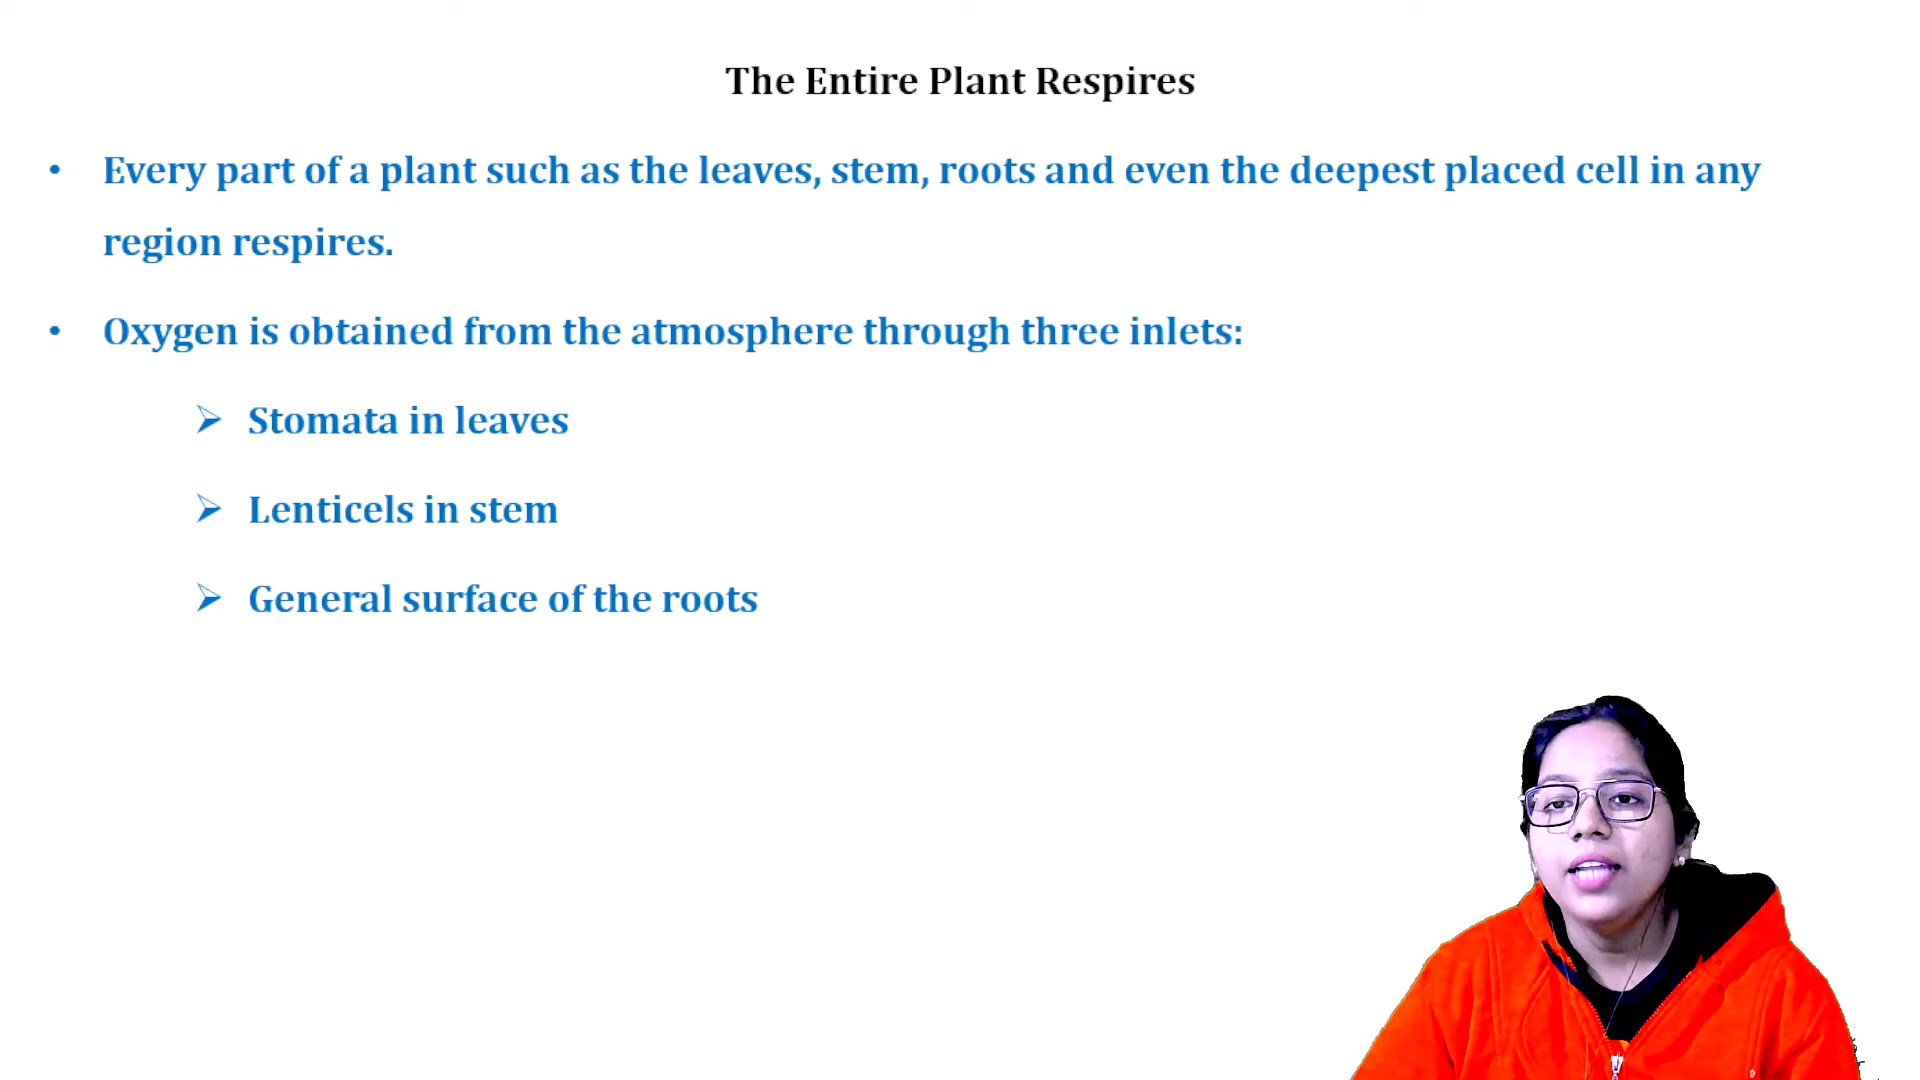 The Entire Plant Respires
• Every part of a plant such as the leaves, stem, roots and even the deepest placed cell in any
region respires.
• Oxygen is obtained from the atmosphere through three inlets:
➢ Stomata in leaves
➢ Lenticels in stem
➢ General surface of the roots